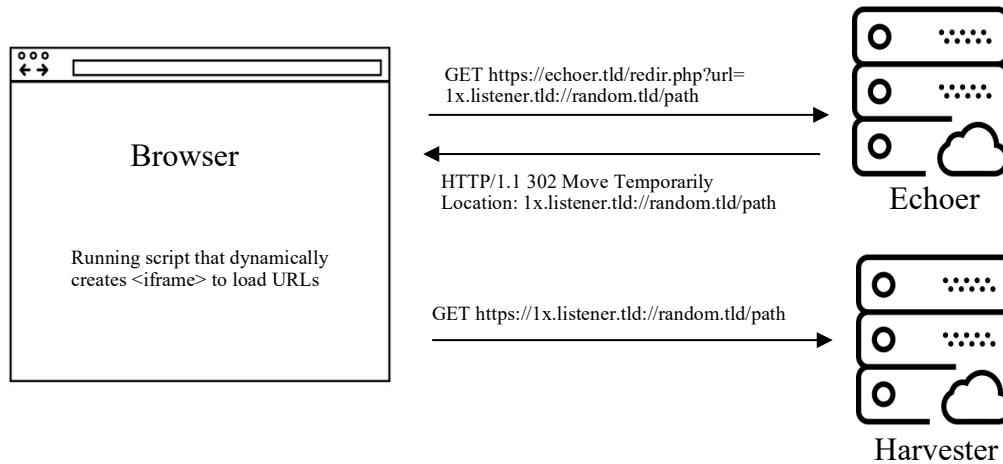 GET https://echoer.tld/redir.php?url=
1x.listener.tld://random.tld/path
Browser
HTTP/1.1 302 Move Temporarily
Location: 1x.listener.tld://random.tld/path
Echoer
Running script that dynamically
creates <iframe> to load URLs
GET https://1x.listener.tld://random.tld/path
Harvester